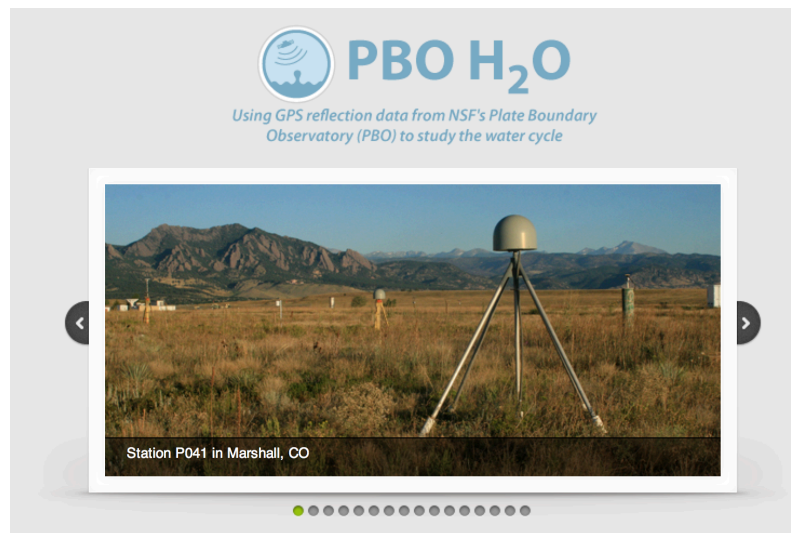 PBO H₂O
Using GPS reflection data from NSF's Plate Boundary
Observatory (PBO) to study the water cycle
Station P041 in Marshall, CO